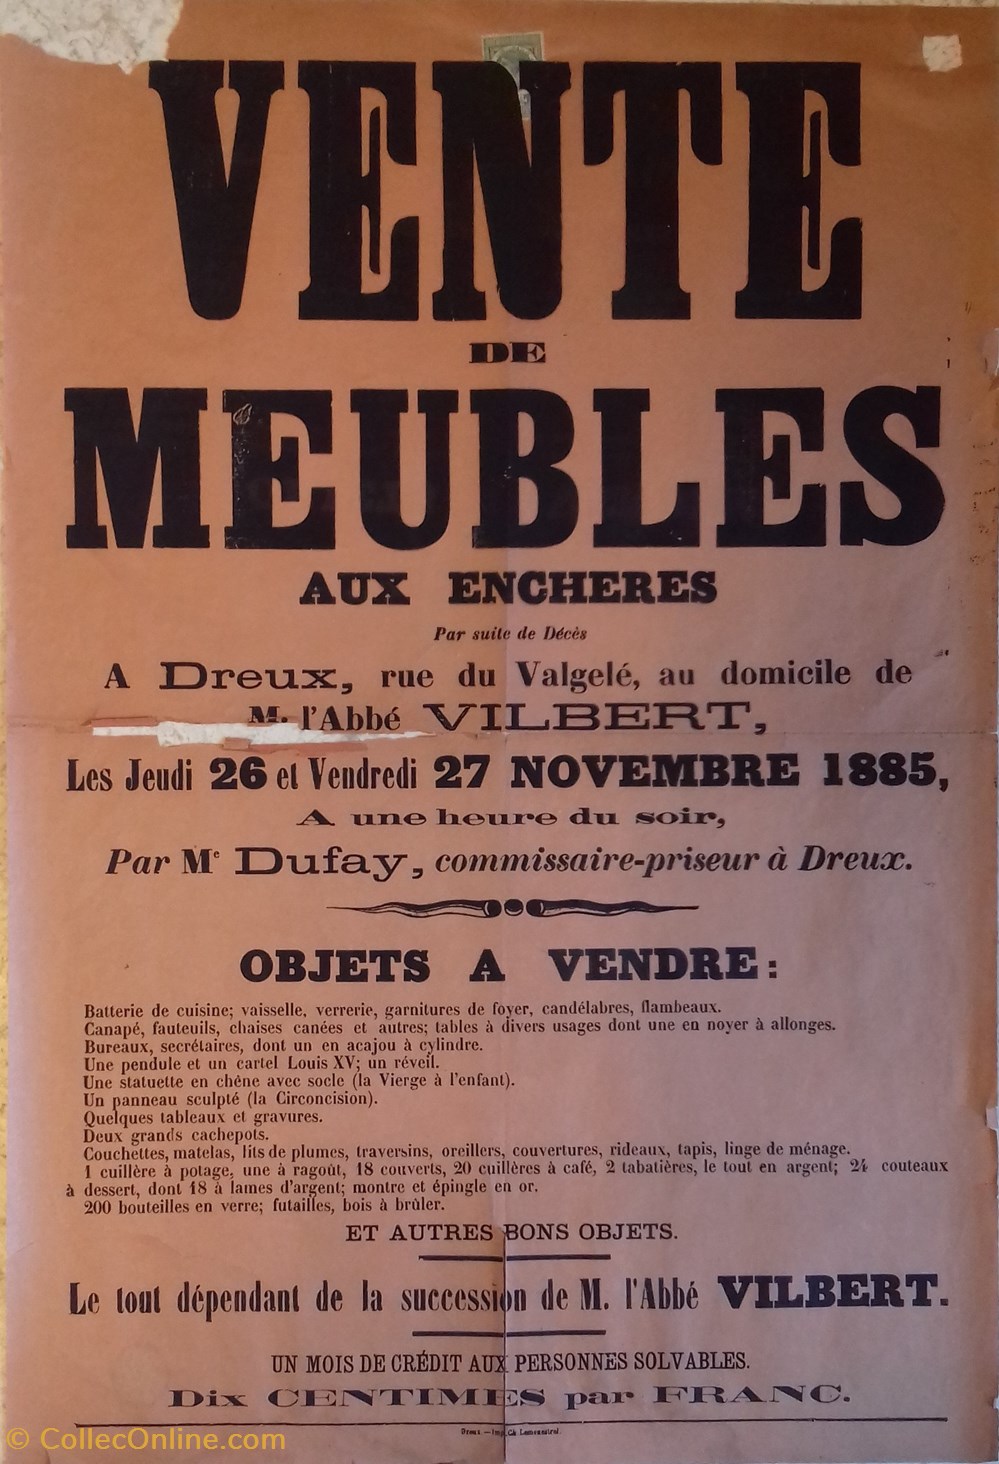 VENTE
DE
MEUBLES
AUX ENCHERES
Par suite de Décès
A Dreux, rue du Valgelé, au domicile de
M. l'Abbé VILBERT,
Les Jeudi 26 et Vendredi 27 NOVEMBRE 1885,
A une heure du soir,
Par Me Dufay, commissaire-priseur à Dreux.
OBJETS A VENDRE :
Batterie de cuisine; vaisselle, verrerie, garnitures de foyer, candélabres, flambeaux.
Canapé, fauteuils, chaises canées et autres; tables à divers usages dont une en noyer à allonges.
Bureaux, secrétaires, dont un en acajou à cylindre.
Une pendule et un cartel Louis XV; un réveil.
Une statuette en chêne avec socle (la Vierge à l'enfant).
Un panneau sculpté (la Circoncision).
Quelques tableaux et gravures.
Deux grands cachepots.
Couchettes, matelas, lits de plumes, traversins, oreillers, couvertures, rideaux, tapis, linge de ménage.
1 cuillère à potage, une à ragoût, 18 couverts, 20 cuillères à café, 2 tabatières, le tout en argent; 24 couteaux
à dessert, dont 18 à lames d'argent; montre et épingle en or.
200 bouteilles en verre; futailles, bois à brûler.
ET AUTRES BONS OBJETS.
Le tout dépendant de la succession de M. l'Abbé VILBERT.
UN MOIS DE CRÉDIT AUX PERSONNES SOLVABLES.
Dix CENTIMES par FRANC.
Dreux — Imp. Ch
© CollecOnline.com